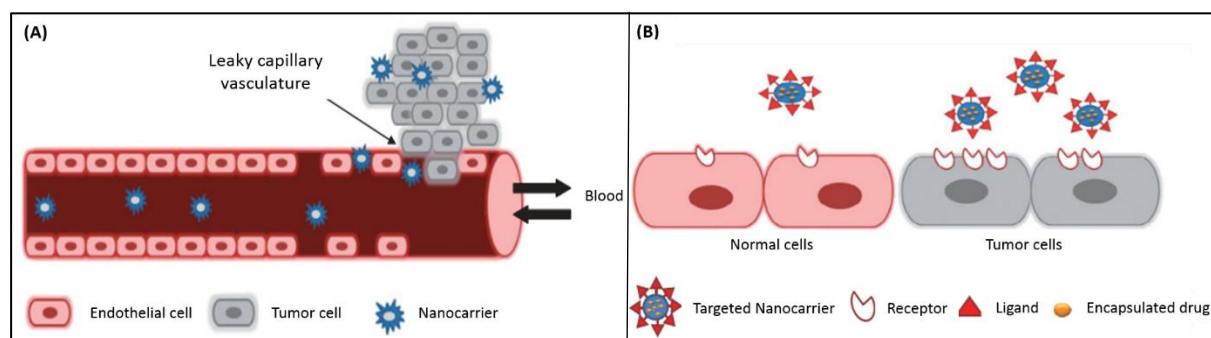 (A)
Leaky capillary
vasculature
Blood
Endothelial cell
Tumor cell
Nanocarrier
(B)
Normal cells
Tumor cells
Targeted Nanocarrier
Receptor
Ligand
Encapsulated drug